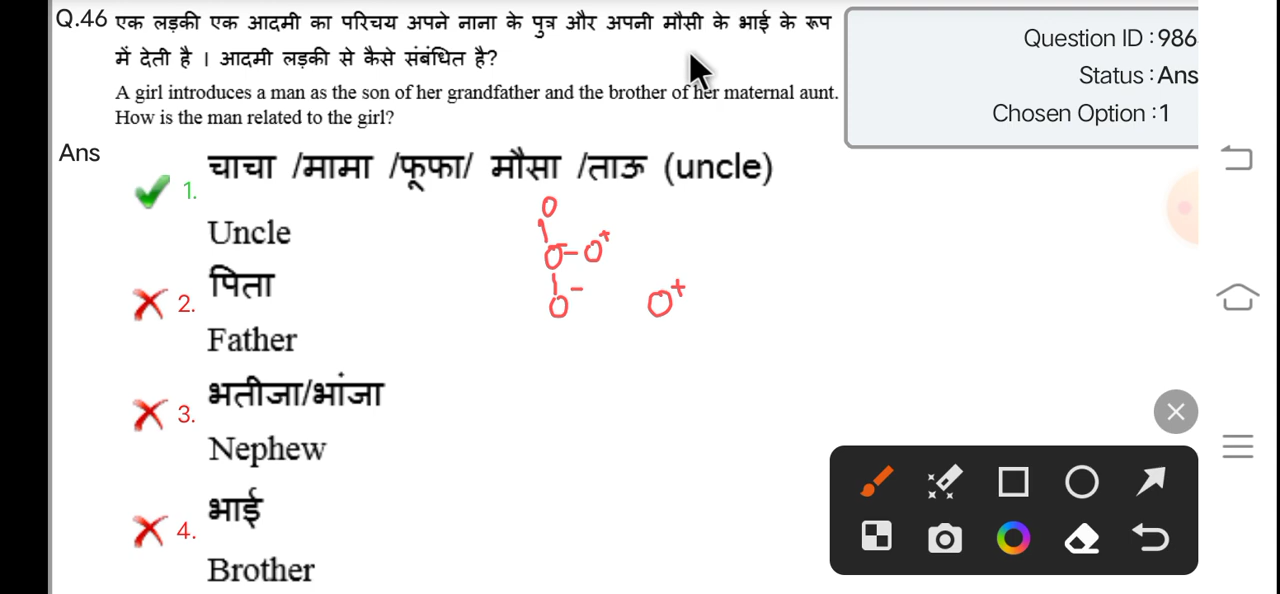 Q.46 एक लड़की एक आदमी का परिचय अपने नाना के पुत्र और अपनी मौसी के भाई के रूप
में देती है । आदमी लड़की से कैसे संबंधित है?
A girl introduces a man as the son of her grandfather and the brother of her maternal aunt.
How is the man related to the girl?
Question ID : 986
Status : Ans
Chosen Option : 1
Ans
1. चाचा /मामा /फूफा/ मौसा /ताऊ (uncle)
Uncle
2. पिता
Father
3. भतीजा/भांजा
Nephew
4. भाई
Brother